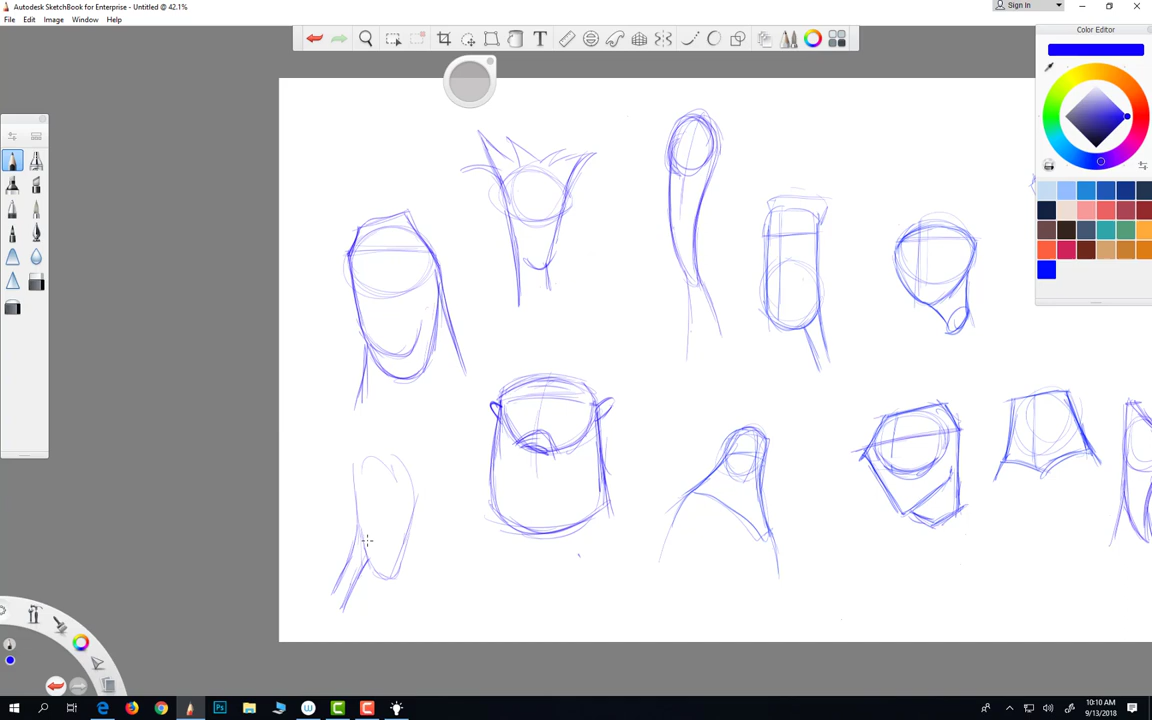 Autodesk SketchBook for Enterprise - Untitled @ 42.1%
Sign In
File Edit Image Window Help
T
Color Editor
Ps
W
10:10 AM
9/13/2018